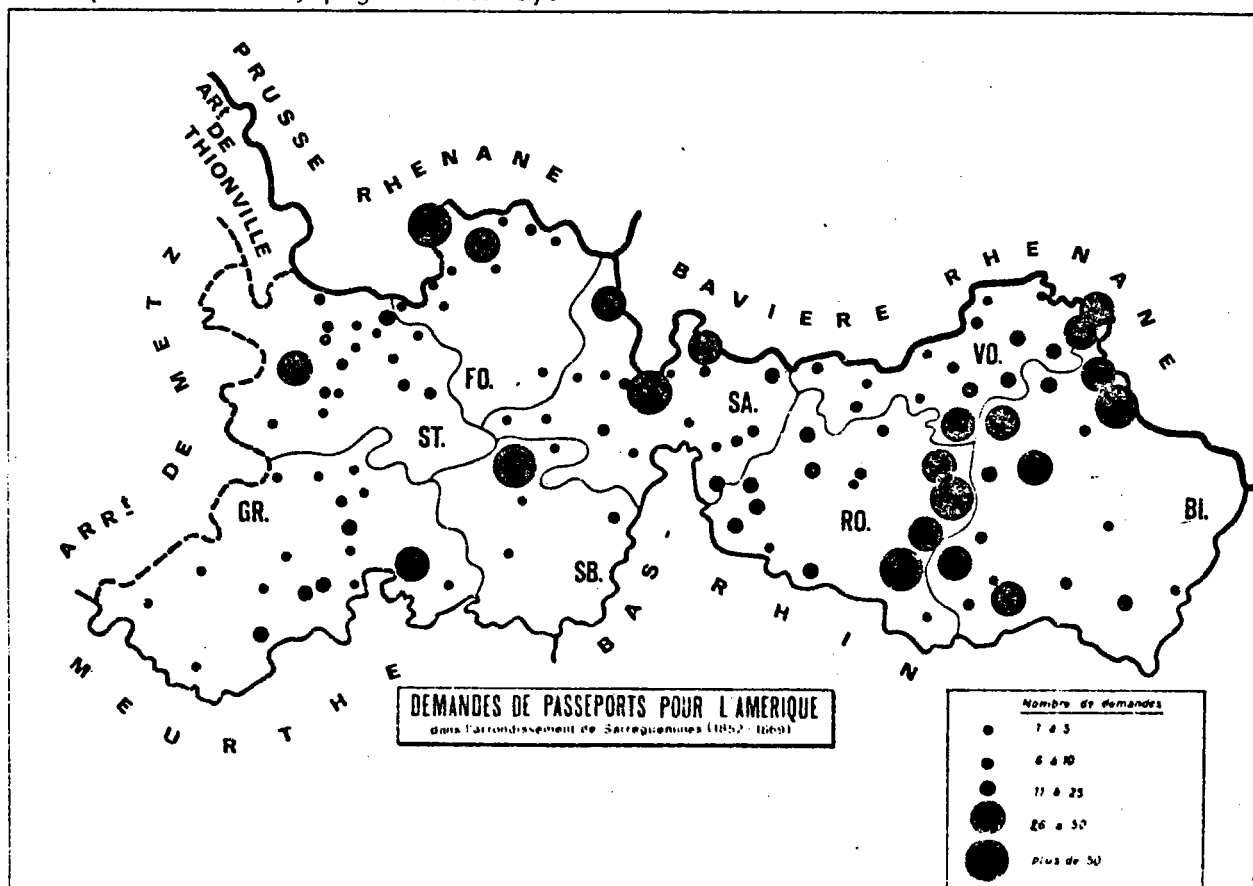 PRUSSE RHENANE
ARt DE THIONVILLE
BAVIERE RHENANE
ARRt DE METZ
VO.
FO.
SA.
ST.
GR.
RO.
BI.
SB.
BAS-RHIN
MEURTHE
DEMANDES DE PASSEPORTS POUR L'AMERIQUE
dans l'arrondissement de Sarreguemines (1852-1869)
Nombre de demandes
1 à 5
6 à 10
11 à 25
26 à 50
plus de 50